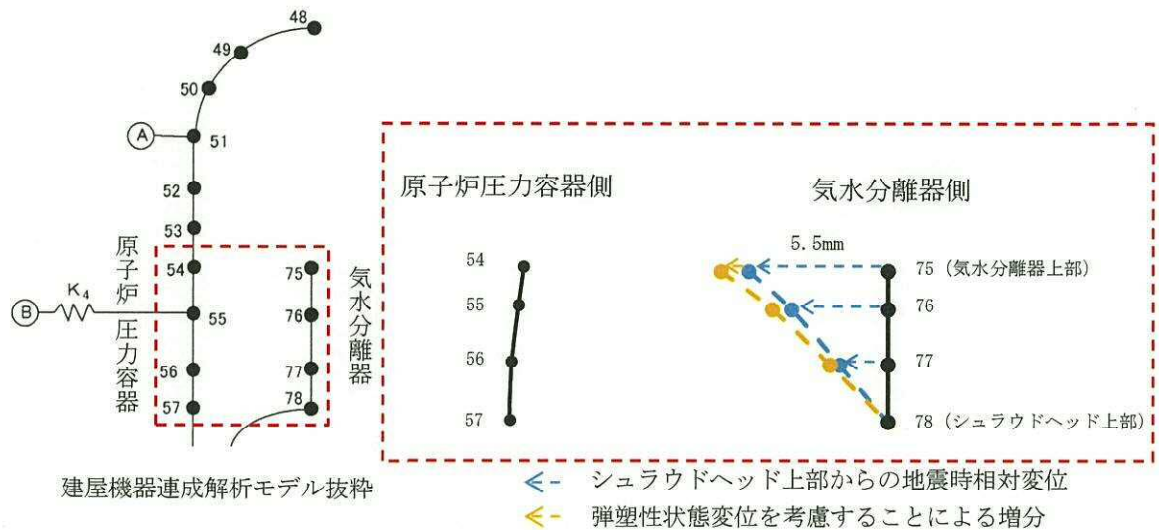 48
49
50
A
51
52
53
原子炉圧力容器
54
75
K4
B
55
76
気水分離器
56
77
57
78
建屋機器連成解析モデル抜粋
原子炉圧力容器側
気水分離器側
5.5mm
54
55
56
57
75 (気水分離器上部)
76
77
78 (シュラウドヘッド上部)
シュラウドヘッド上部からの地震時相対変位
弾塑性状態変位を考慮することによる増分